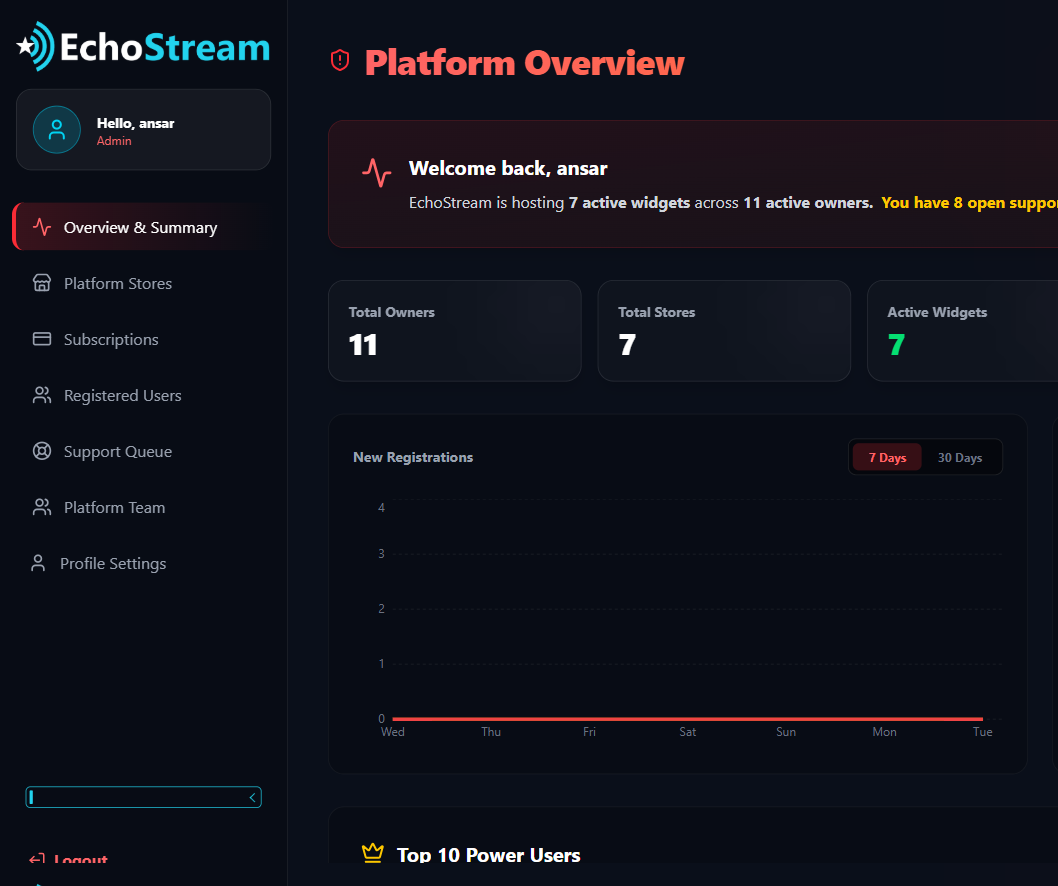 EchoStream
Hello, ansar
Admin
Overview & Summary
Platform Stores
Subscriptions
Registered Users
Support Queue
Platform Team
Profile Settings
Logout
Platform Overview
Welcome back, ansar
EchoStream is hosting 7 active widgets across 11 active owners. You have 8 open suppo
Total Owners
11
Total Stores
7
Active Widgets
7
New Registrations
7 Days
30 Days
4
3
2
1
0
Wed Thu Fri Sat Sun Mon Tue
Top 10 Power Users